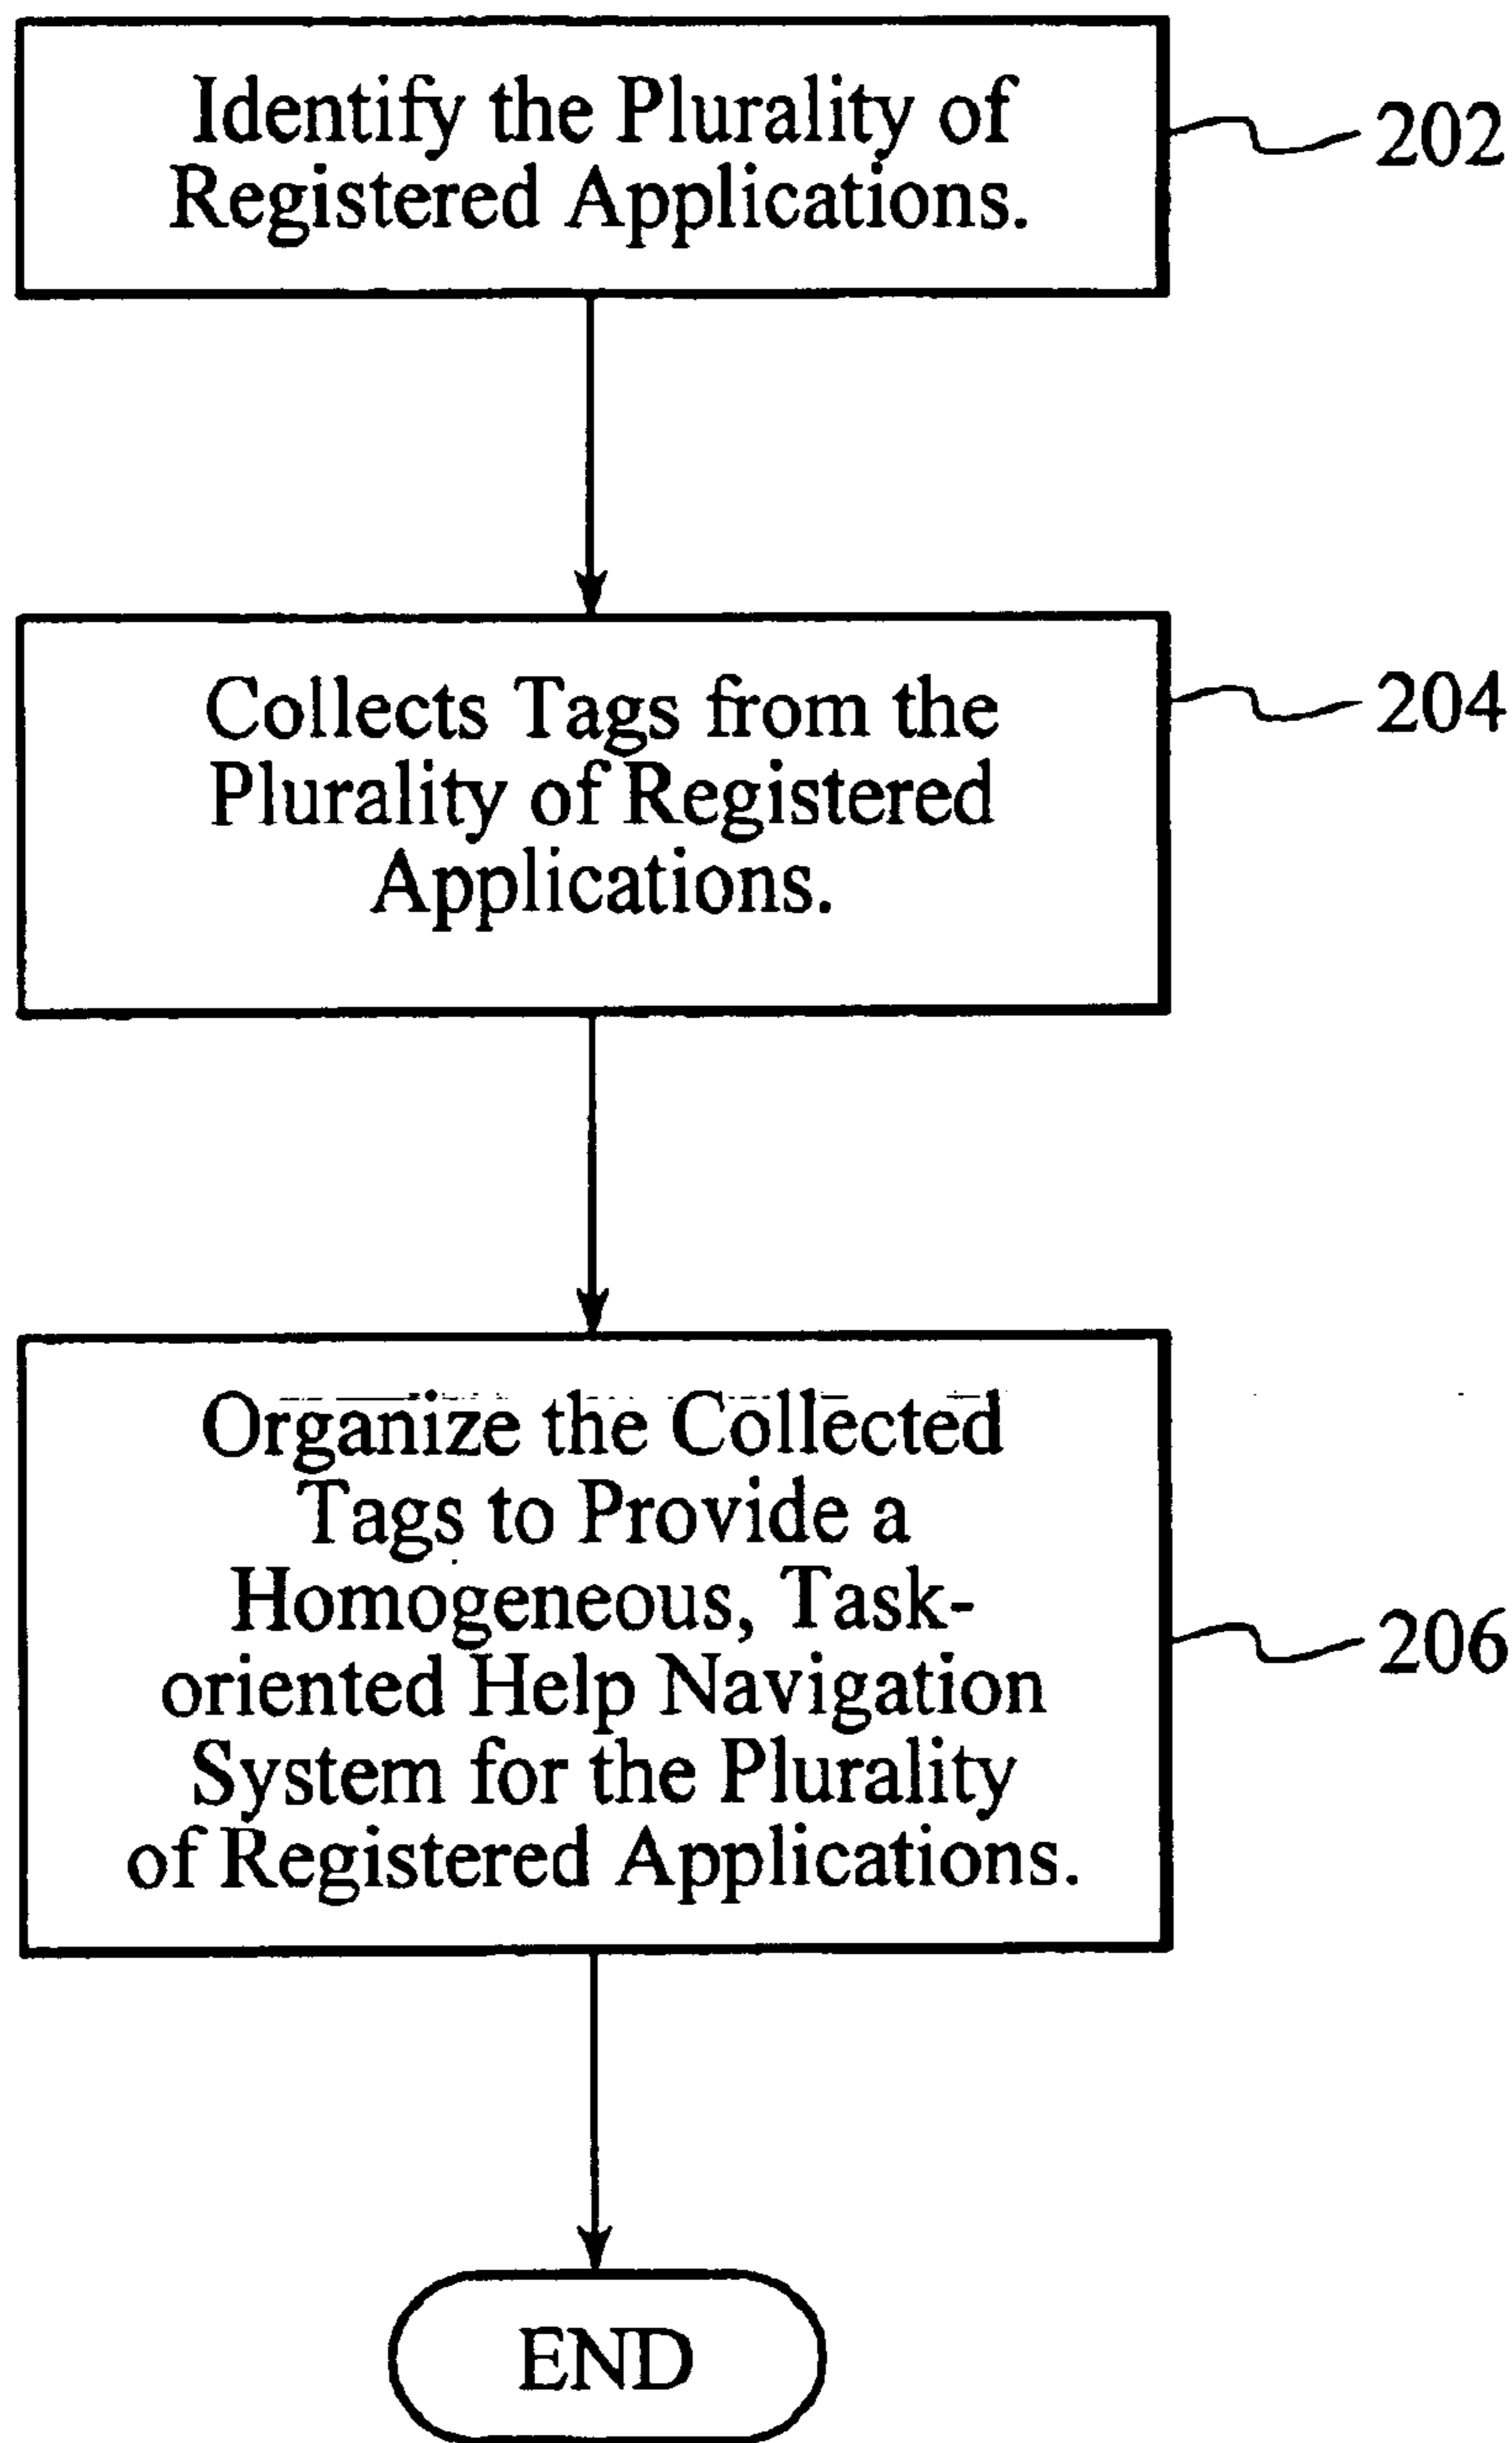 Identify the Plurality of
Registered Applications.
202
Collects Tags from the
Plurality of Registered
Applications.
204
Organize the Collected
Tags to Provide a
Homogeneous, Task-
oriented Help Navigation
System for the Plurality
of Registered Applications.
206
END